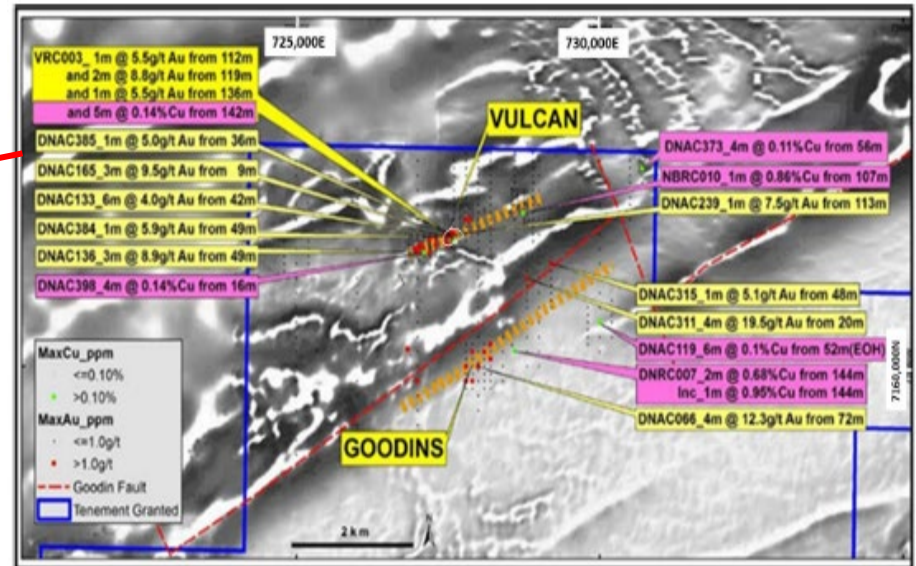 725,000E
730,000E
VRC003_ 1m @ 5.5g/t Au from 112m
and 2m @ 8.8g/t Au from 119m
and 1m @ 5.5g/t Au from 136m
and 5m @ 0.14%Cu from 142m
DNAC385_1m @ 5.0g/t Au from 36m
DNAC165_3m @ 9.5g/t Au from 9m
DNAC133_6m @ 4.0g/t Au from 42m
DNAC384_1m @ 5.9g/t Au from 49m
DNAC136_3m @ 8.9g/t Au from 49m
DNAC398_4m @ 0.14%Cu from 16m
VULCAN
DNAC373_4m @ 0.11%Cu from 56m
NBRC010_1m @ 0.86%Cu from 107m
DNAC239_1m @ 7.5g/t Au from 113m
DNAC315_1m @ 5.1g/t Au from 48m
DNAC311_4m @ 19.5g/t Au from 20m
DNAC119_6m @ 0.1%Cu from 52m(EOH)
DNRC007_2m @ 0.68%Cu from 144m
Inc_1m @ 0.95%Cu from 144m
DNAC066_4m @ 12.3g/t Au from 72m
7160,000N
GOODINS
MaxCu_ppm
<=0.10%
>0.10%
MaxAu_ppm
<=1.0g/t
>1.0g/t
Goodin Fault
Tenement Granted
2 km
N